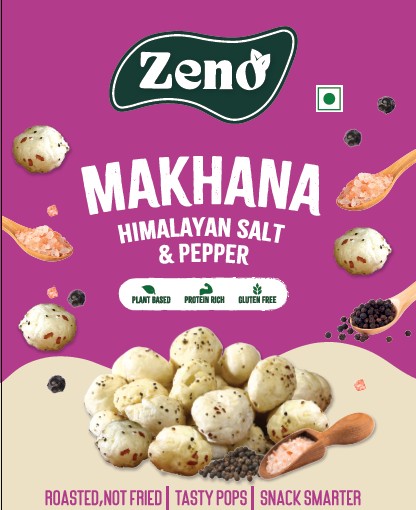 Zeno
MAKHANA
HIMALAYAN SALT
& PEPPER
PLANT BASED PROTEIN RICH GLUTEN FREE
ROASTED,NOT FRIED | TASTY POPS | SNACK SMARTER